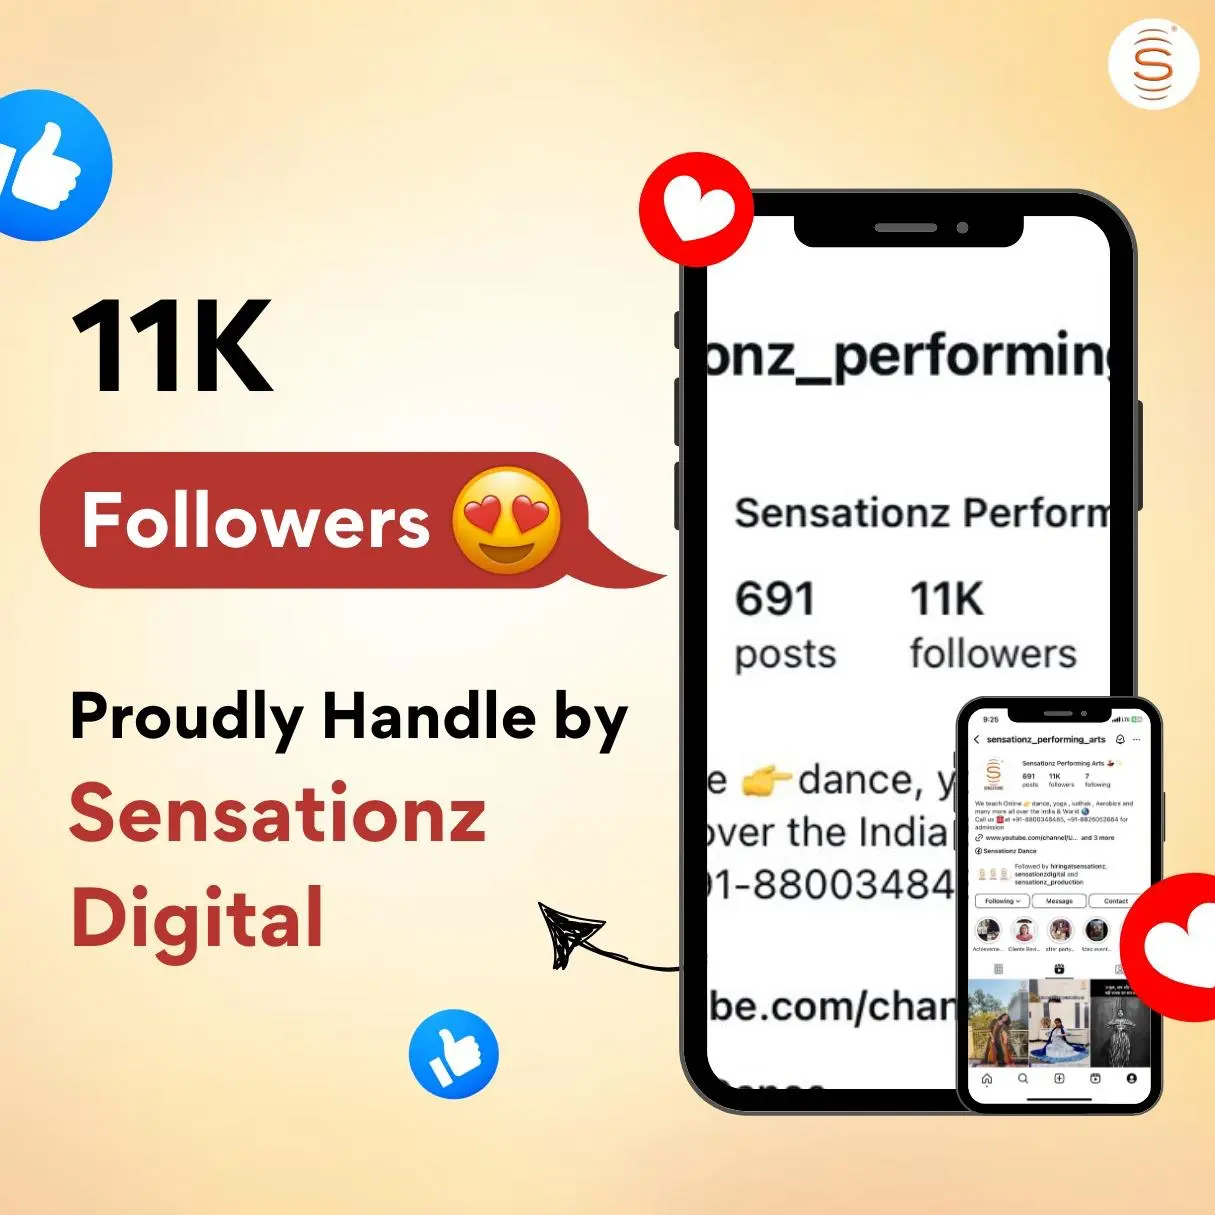 S
®
11K
Followers 😍
Proudly Handle by
Sensationz
Digital
onz_performing
Sensationz Perform
691 11K
posts followers
e 👉 dance, y
over the India
91-88003484
be.com/chan
9:25 LTE
sensationz_performing_arts
Sensationz Performing Arts
691 11K 7
posts followers following
We teach Online 👉 dance, yoga , kathak , Aerobics and
many more all over the India & World 🌏
Call us at +91-8800348485, +91-8826052664 for
admission
www.youtube.com/channel/U... and 3 more
Sensationz Dance
Followed by hiringatsensationz,
sensationzdigital and
sensationz_production
Following Message Contact
Achieveme... Clients Revi.. after party...